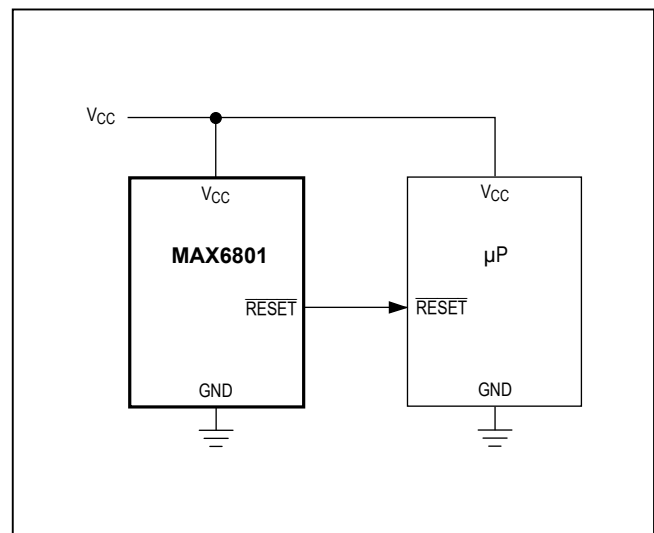 VCC
VCC
MAX6801
RESET
GND
VCC
µP
RESET
GND